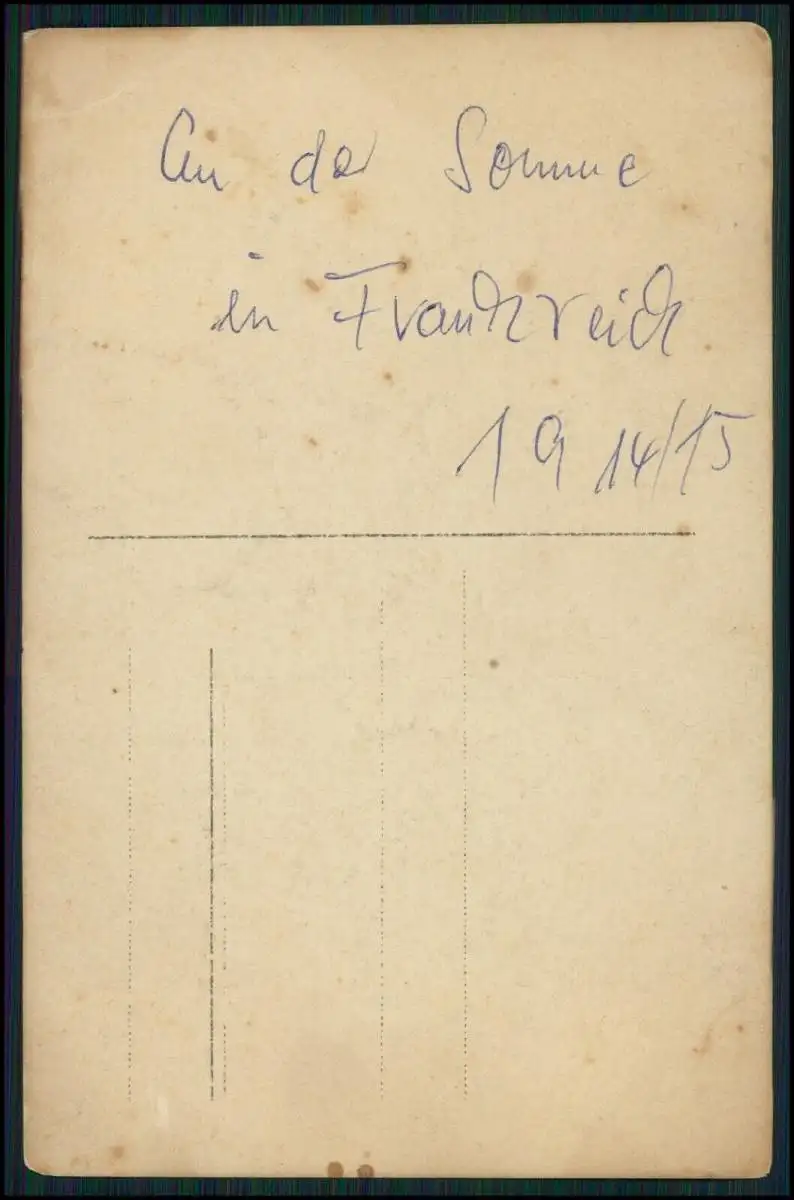 An der Somme
in Frankreich
1914/15